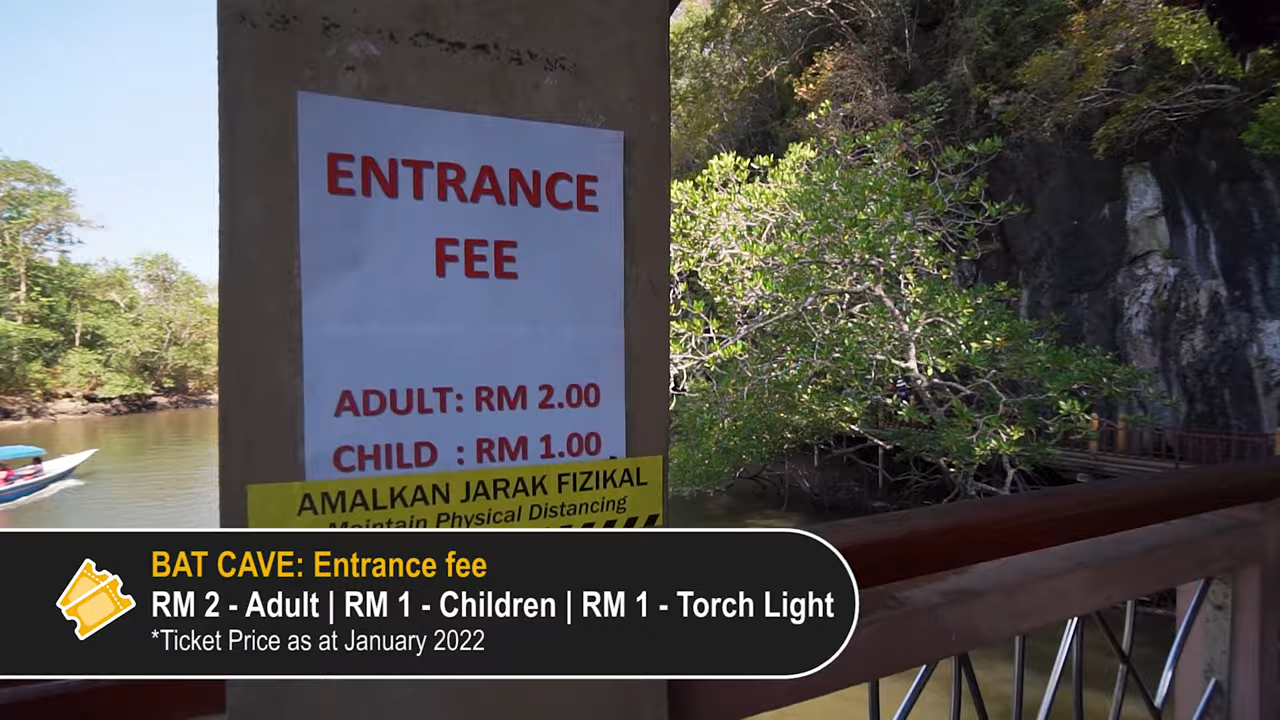 ENTRANCE
FEE
ADULT: RM 2.00
CHILD : RM 1.00
AMALKAN JARAK FIZIKAL
Maintain Physical Distancing
BAT CAVE: Entrance fee
RM 2 - Adult | RM 1 - Children | RM 1 - Torch Light
*Ticket Price as at January 2022